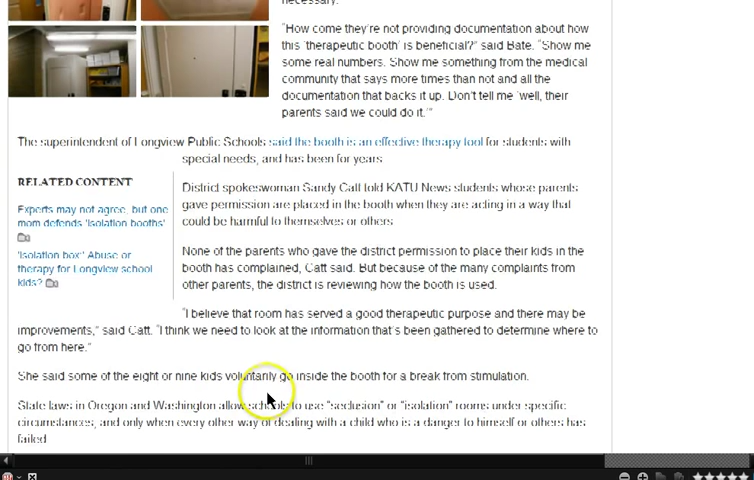 necessary.
"How come they're not providing documentation about how
this 'therapeutic booth' is beneficial?" said Bate. "Show me
some real numbers. Show me something from the medical
community that says more times than not and all the
documentation that backs it up. Don't tell me 'well, their
parents said we could do it.'"
The superintendent of Longview Public Schools said the booth is an effective therapy tool for students with
special needs, and has been for years
RELATED CONTENT
Experts may not agree, but one
mom defends 'isolation booths'
'Isolation box:' Abuse or
therapy for Longview school
kids?
District spokeswoman Sandy Catt told KATU News students whose parents
gave permission are placed in the booth when they are acting in a way that
could be harmful to themselves or others
None of the parents who gave the district permission to place their kids in the
booth has complained, Catt said. But because of the many complaints from
other parents, the district is reviewing how the booth is used.
"I believe that room has served a good therapeutic purpose and there may be
improvements," said Catt. "I think we need to look at the information that's been gathered to determine where to
go from here."
She said some of the eight or nine kids voluntarily go inside the booth for a break from stimulation.
State laws in Oregon and Washington allow schools to use "seclusion" or "isolation" rooms under specific
circumstances, and only when every other way of dealing with a child who is a danger to himself or others has
failed